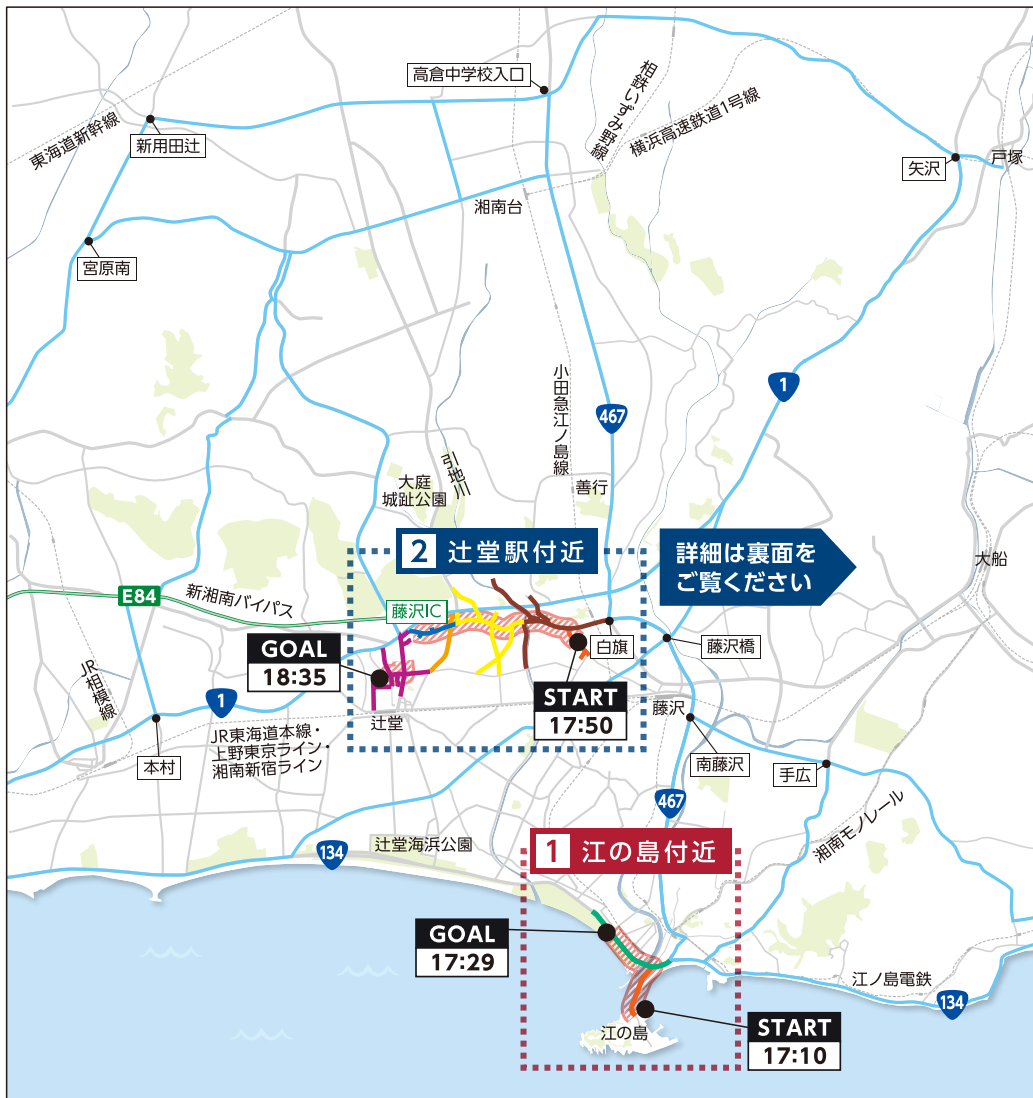 高倉中学校入口
相鉄いずみ野線
横浜高速鉄道1号線
東海道新幹線
新用田辻
矢沢
戸塚
湘南台
宮原南
1
小田急江ノ島線
467
引地川
大庭
城趾公園
善行
2 辻堂駅付近
詳細は裏面を
ご覧ください
大船
E84
新湘南バイパス
藤沢IC
GOAL
18:35
白旗
藤沢橋
JR相模線
1
START
17:50
藤沢
辻堂
JR東海道本線・
上野東京ライン・
湘南新宿ライン
本村
南藤沢
手広
467
湘南モノレール
134
辻堂海浜公園
1 江の島付近
GOAL
17:29
江ノ島電鉄
134
START
17:10
江の島